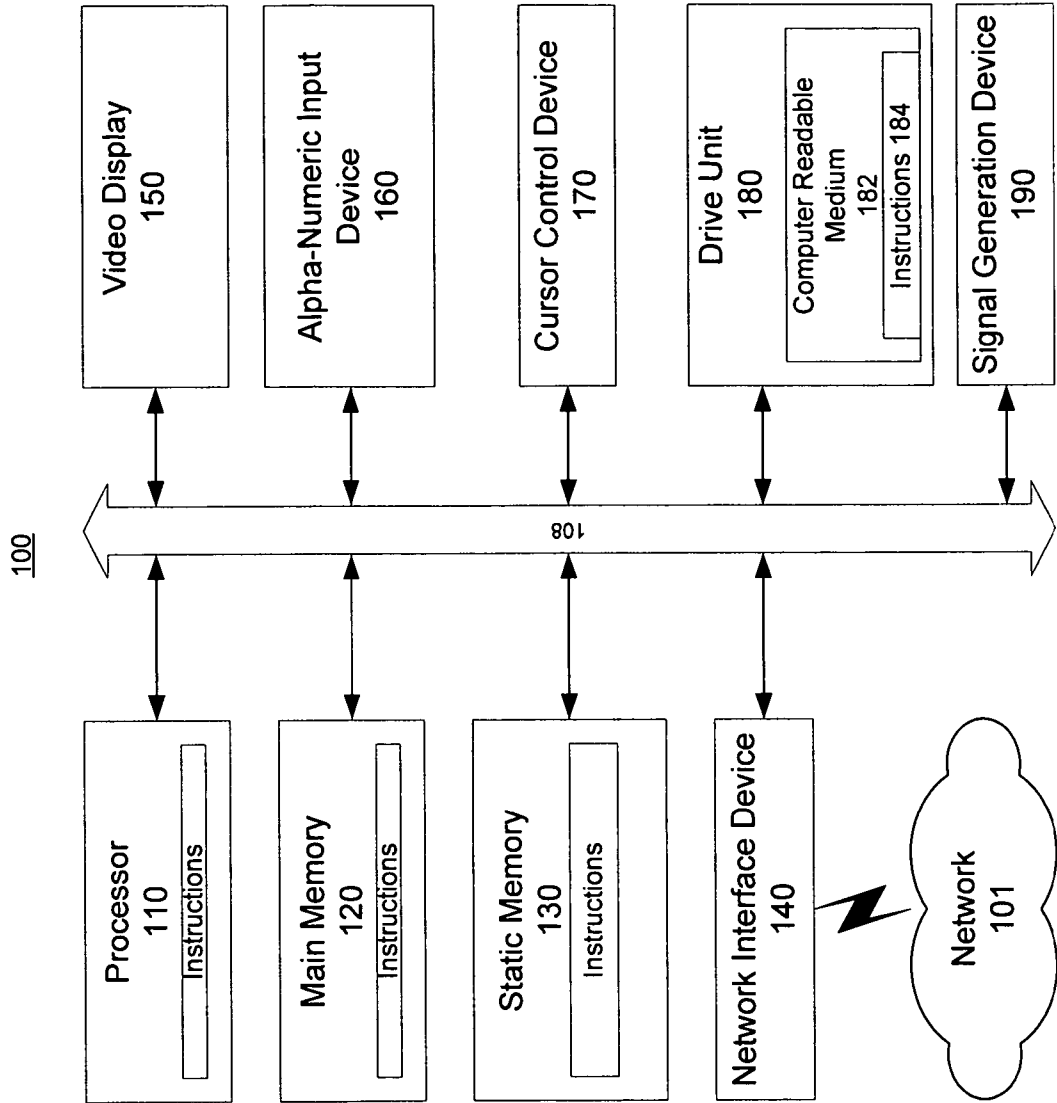 100
Processor
110
Instructions
Main Memory
120
Instructions
Static Memory
130
Instructions
Network Interface Device
140
Network
101
108
Video Display
150
Alpha-Numeric Input
Device
160
Cursor Control Device
170
Drive Unit
180
Computer Readable
Medium
182
Instructions 184
Signal Generation Device
190